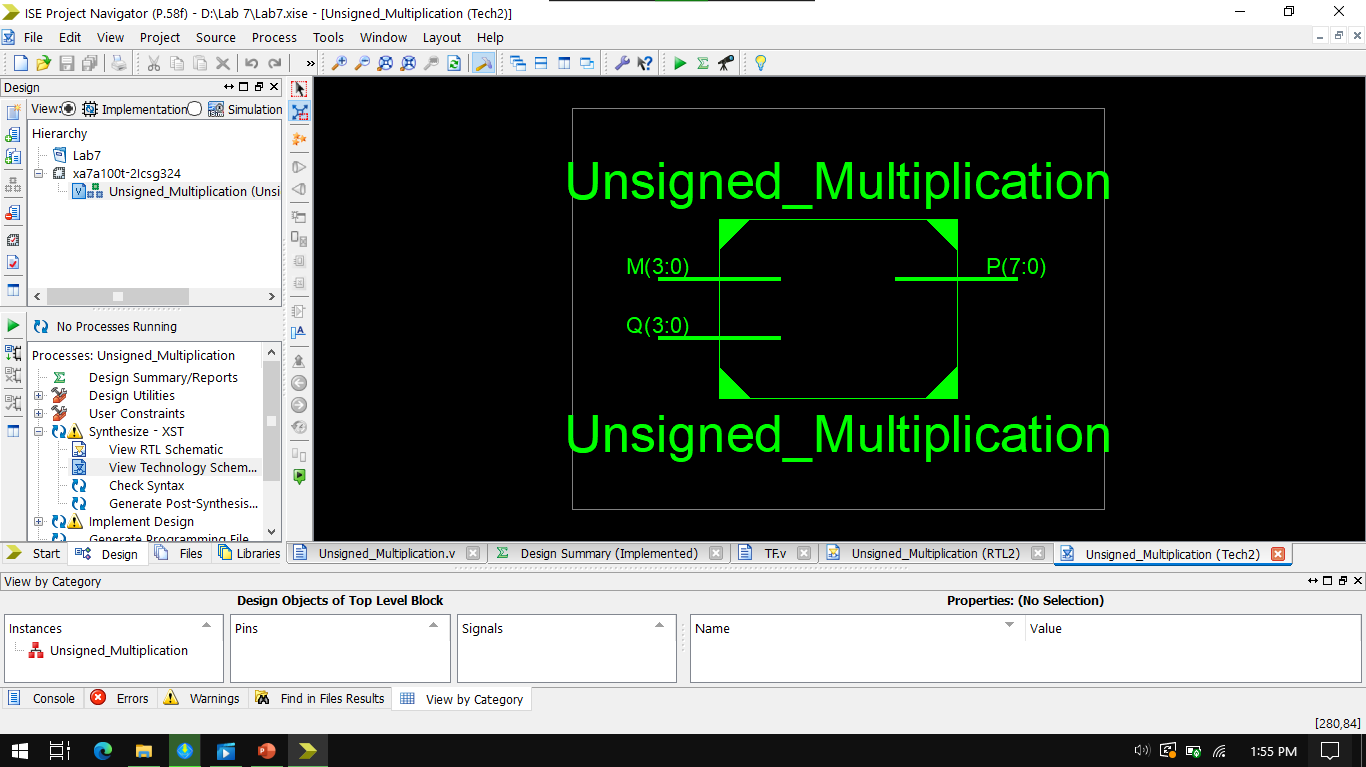 ISE Project Navigator (P.58f) - D:\Lab 7\Lab7.xise - [Unsigned_Multiplication (Tech2)]
File Edit View Project Source Process Tools Window Layout Help
»
Design
View: Implementation Simulation
Hierarchy
Lab7
xa7a100t-2Icsg324
Unsigned_Multiplication (Unsi
No Processes Running
Processes: Unsigned_Multiplication
Design Summary/Reports
Design Utilities
User Constraints
Synthesize - XST
View RTL Schematic
View Technology Schem...
Check Syntax
Generate Post-Synthesis...
Implement Design
Generate Programming File
Start Design Files Libraries
Unsigned_Multiplication
M(3:0)
P(7:0)
Q(3:0)
Unsigned_Multiplication
Unsigned_Multiplication.v
Design Summary (Implemented)
TF.v
Unsigned_Multiplication (RTL2)
Unsigned_Multiplication (Tech2)
View by Category
Design Objects of Top Level Block
Properties: (No Selection)
Instances
Unsigned_Multiplication
Pins
Signals
Name
Value
Console Errors Warnings Find in Files Results View by Category
[280,84]
1:55 PM